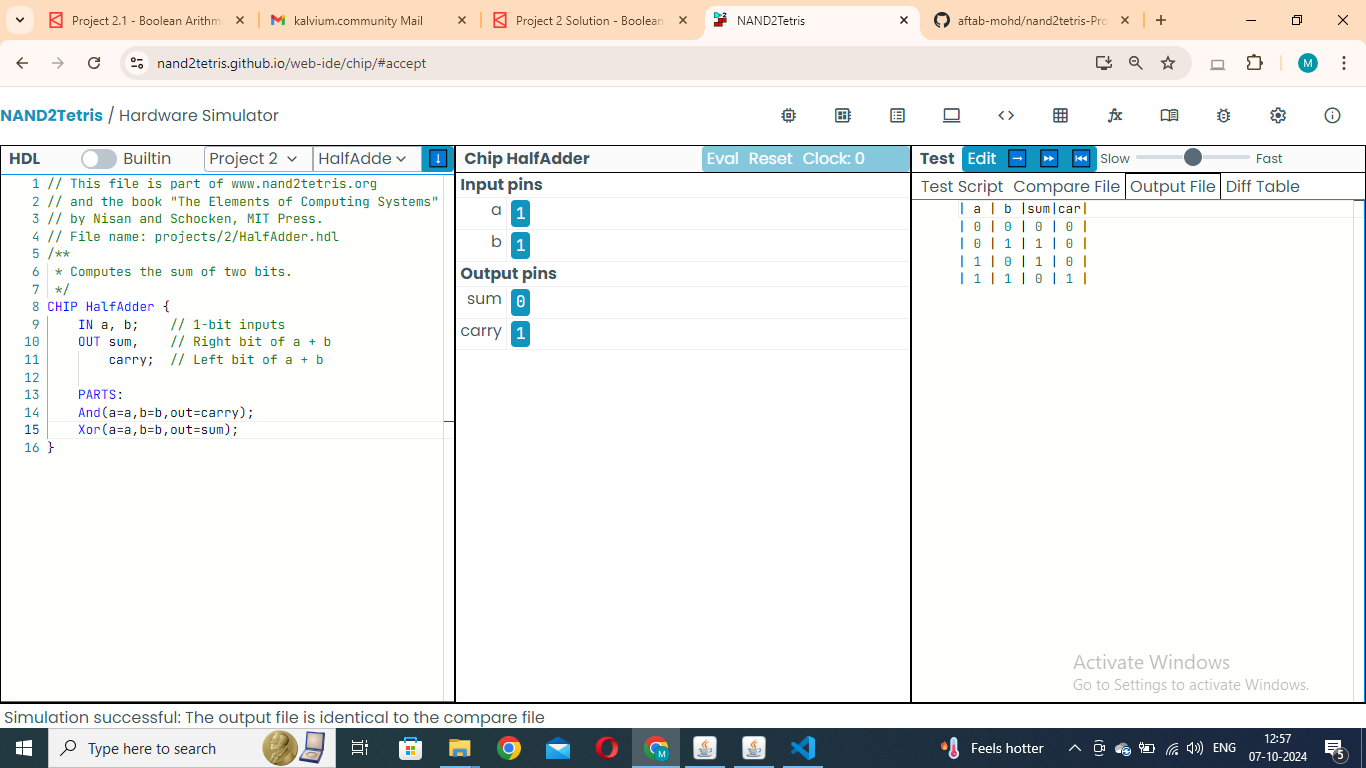 Project 2.1 - Boolean Arithm
kalvium.community Mail
Project 2 Solution - Boolean
NAND2Tetris
aftab-mohd/nand2tetris-Pro
nand2tetris.github.io/web-ide/chip/#accept
M
NAND2Tetris / Hardware Simulator
HDL Builtin Project 2 HalfAdde
1 // This file is part of www.nand2tetris.org
2 // and the book "The Elements of Computing Systems"
3 // by Nisan and Schocken, MIT Press.
4 // File name: projects/2/HalfAdder.hdl
5 /**
6 * Computes the sum of two bits.
7 */
8 CHIP HalfAdder {
9 IN a, b; // 1-bit inputs
10 OUT sum, // Right bit of a + b
11 carry; // Left bit of a + b
12
13 PARTS:
14 And(a=a,b=b,out=carry);
15 Xor(a=a,b=b,out=sum);
16 }
Chip HalfAdder Eval Reset Clock: 0
Input pins
a 1
b 1
Output pins
sum 0
carry 1
Test Edit Slow Fast
Test Script Compare File Output File Diff Table
| a | b |sum|car|
| 0 | 0 | 0 | 0 |
| 0 | 1 | 1 | 0 |
| 1 | 0 | 1 | 0 |
| 1 | 1 | 0 | 1 |
Activate Windows
Go to Settings to activate Windows.
Simulation successful: The output file is identical to the compare file
Type here to search
Feels hotter
ENG
12:57
07-10-2024
5